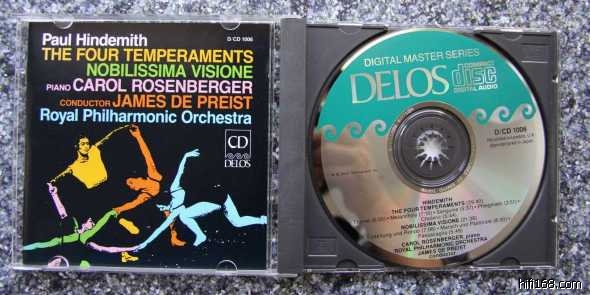 Paul Hindemith
D/CD 1006
THE FOUR TEMPERAMENTS
NOBILISSIMA VISIONE
PIANO CAROL ROSENBERGER
CONDUCTOR JAMES DE PREIST
Royal Philharmonic Orchestra
CD
DELOS
DIGITAL MASTER SERIES
DELOS
COMPACT
disc
DIGITAL AUDIO
D/CD 1006
HINDEMITH
THE FOUR TEMPERAMENTS
NOBILISSIMA VISIONE
CAROL ROSENBERGER, piano
ROYAL PHILHARMONIC ORCHESTRA
JAMES DE PREIST
conductor
hifi168.com